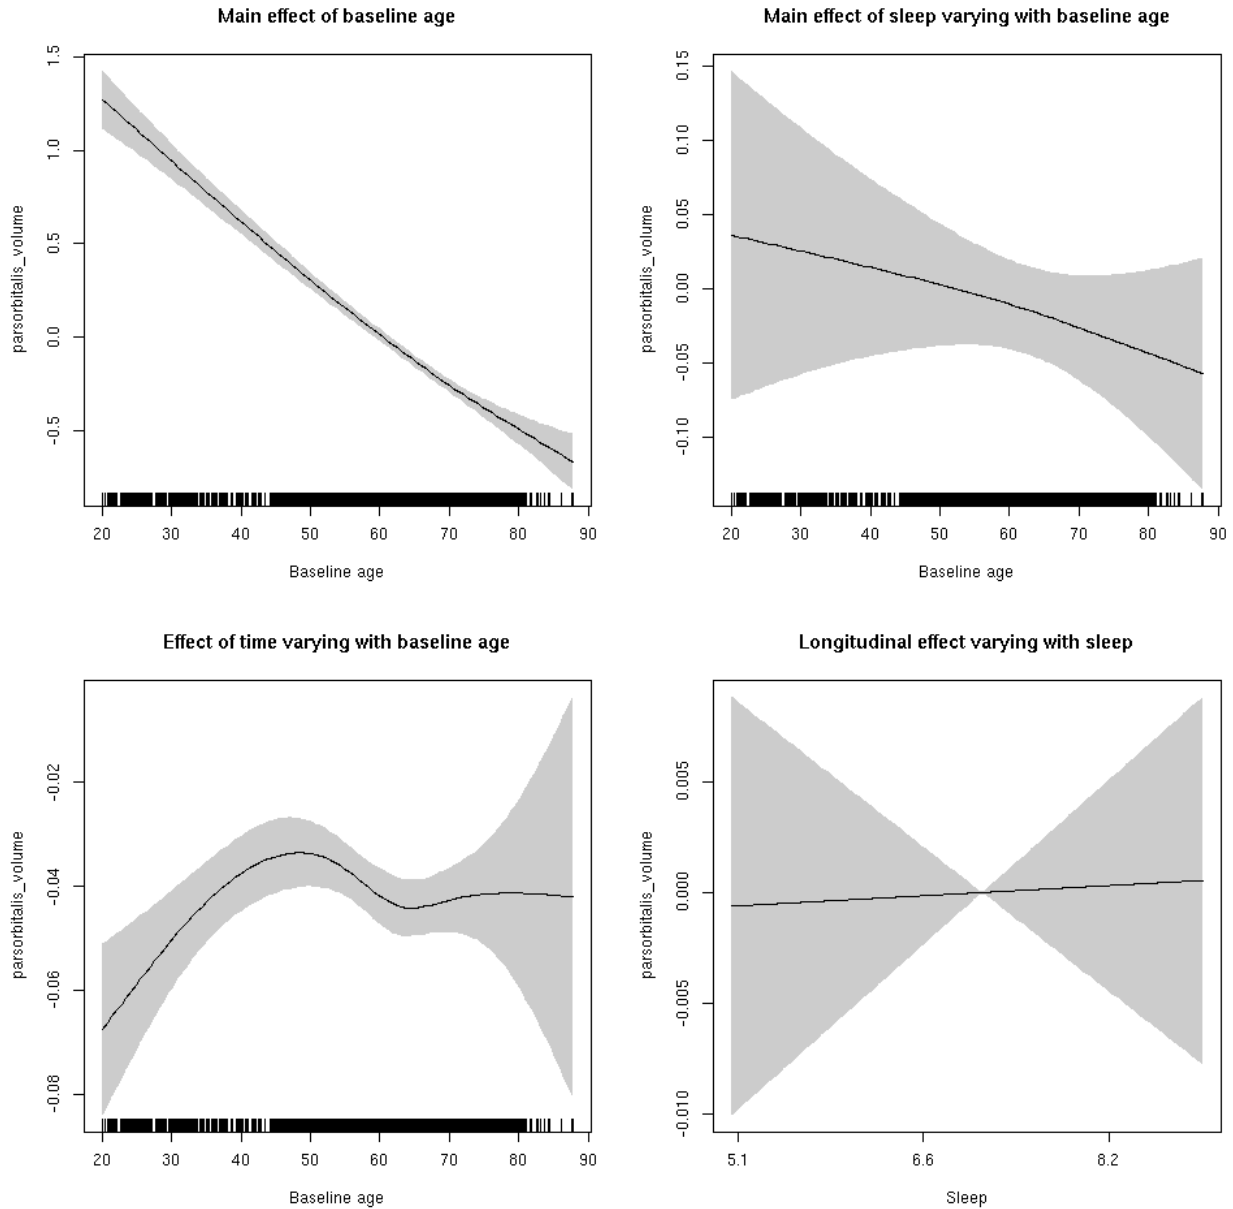 Main effect of baseline age
1.5
1.0
0.5
0.0
-0.5
parsorbitalis_volume
20 30 40 50 60 70 80 90
Baseline age
Main effect of sleep varying with baseline age
0.15
0.10
0.05
0.00
-0.05
-0.10
parsorbitalis_volume
20 30 40 50 60 70 80 90
Baseline age
Effect of time varying with baseline age
-0.02
-0.04
-0.06
-0.08
parsorbitalis_volume
20 30 40 50 60 70 80 90
Baseline age
Longitudinal effect varying with sleep
0.005
0.000
-0.005
-0.010
parsorbitalis_volume
5.1 6.6 8.2
Sleep